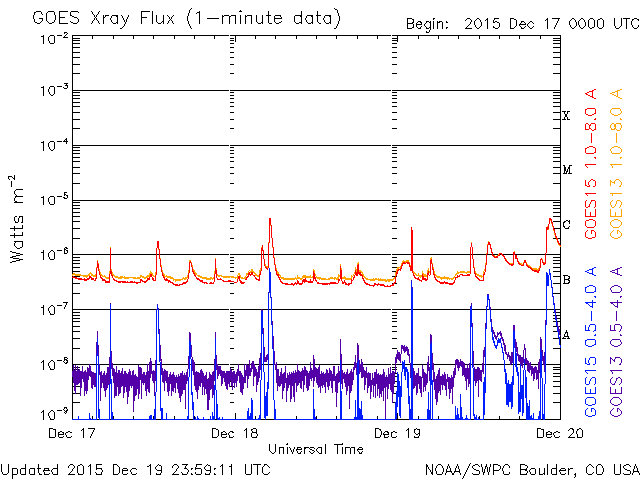 GOES Xray Flux (1-minute data)
Begin: 2015 Dec 17 0000 UTC
10⁻²
10⁻³
10⁻⁴
10⁻⁵
10⁻⁶
10⁻⁷
10⁻⁸
10⁻⁹
Watts m⁻²
X
M
C
B
A
GOES15 1.0-8.0 A
GOES13 1.0-8.0 A
GOES15 0.5-4.0 A
GOES13 0.5-4.0 A
Dec 17 Dec 18 Dec 19 Dec 20
Universal Time
Updated 2015 Dec 19 23:59:11 UTC
NOAA/SWPC Boulder, CO USA